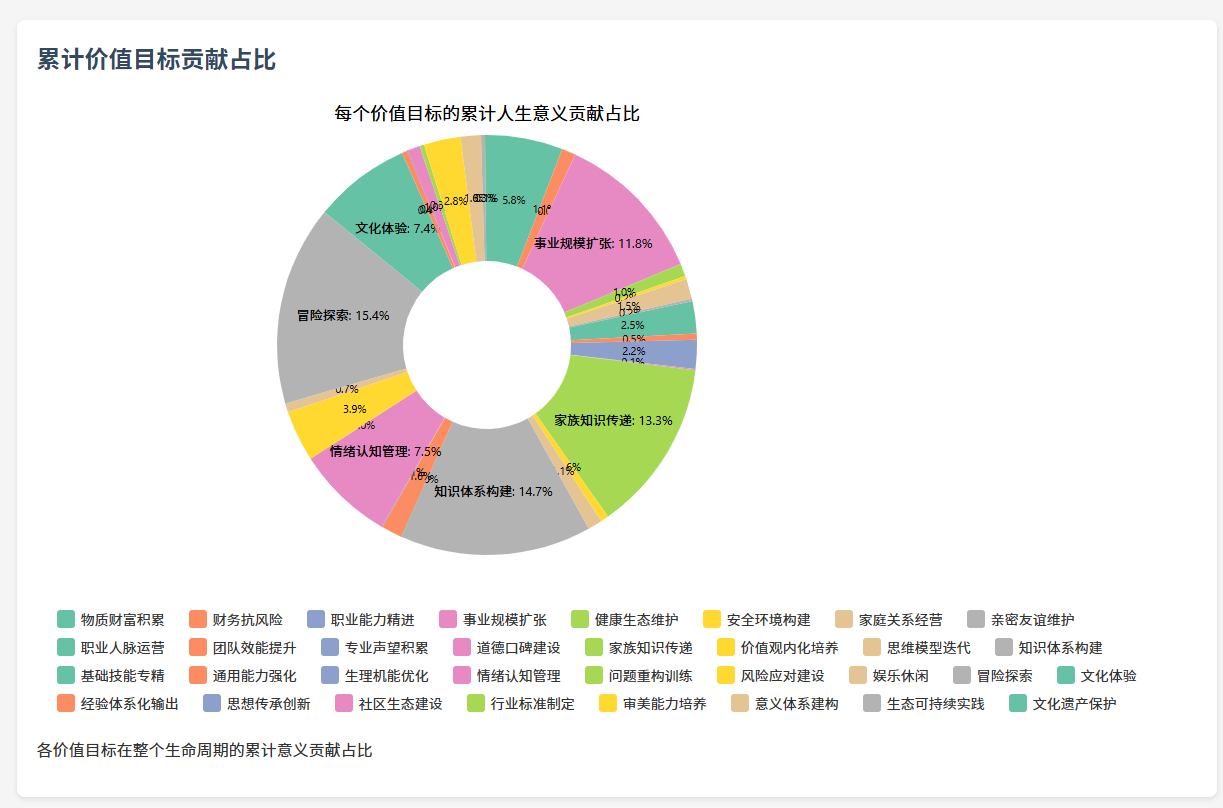 累计价值目标贡献占比
每个价值目标的累计人生意义贡献占比
2.8%
5.8%
文化体验: 7.4%
事业规模扩张: 11.8%
1.0%
1.5%
冒险探索: 15.4%
2.5%
0.5%
2.2%
0.7%
3.9%
家族知识传递: 13.3%
情绪认知管理: 7.5%
知识体系构建: 14.7%
物质财富积累 财务抗风险 职业能力精进 事业规模扩张 健康生态维护 安全环境构建 家庭关系经营 亲密友谊维护
职业人脉运营 团队效能提升 专业声望积累 道德口碑建设 家族知识传递 价值观内化培养 思维模型迭代 知识体系构建
基础技能专精 通用能力强化 生理机能优化 情绪认知管理 问题重构训练 风险应对建设 娱乐休闲 冒险探索 文化体验
经验体系化输出 思想传承创新 社区生态建设 行业标准制定 审美能力培养 意义体系建构 生态可持续实践 文化遗产保护
各价值目标在整个生命周期的累计意义贡献占比